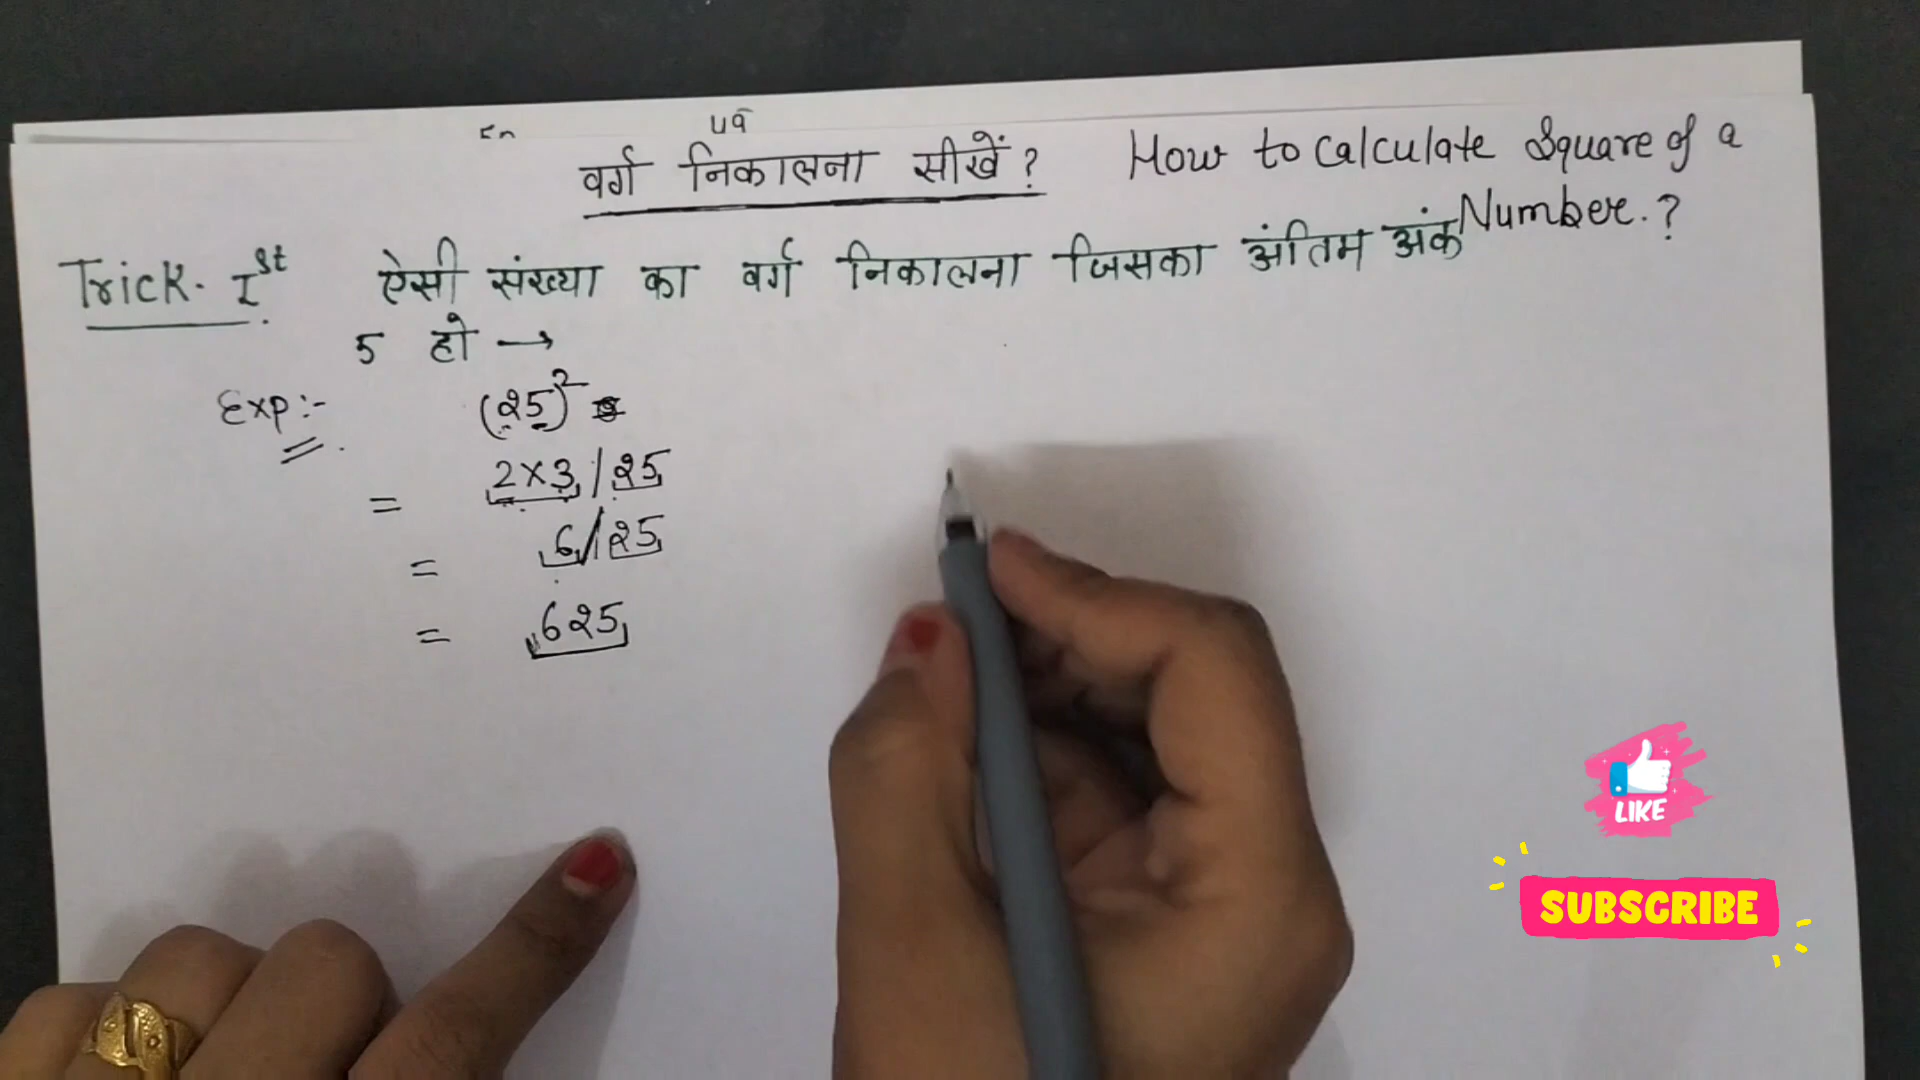 वर्ग निकालना सीखें ? How to Calculate Square of a
Number. ?
Trick. Ist ऐसी संख्या का वर्ग निकालना जिसका अंतिम अंक
5 हो →
Exp:- (25)²
= 2×3/25
= 6/25
= 625
LIKE
SUBSCRIBE